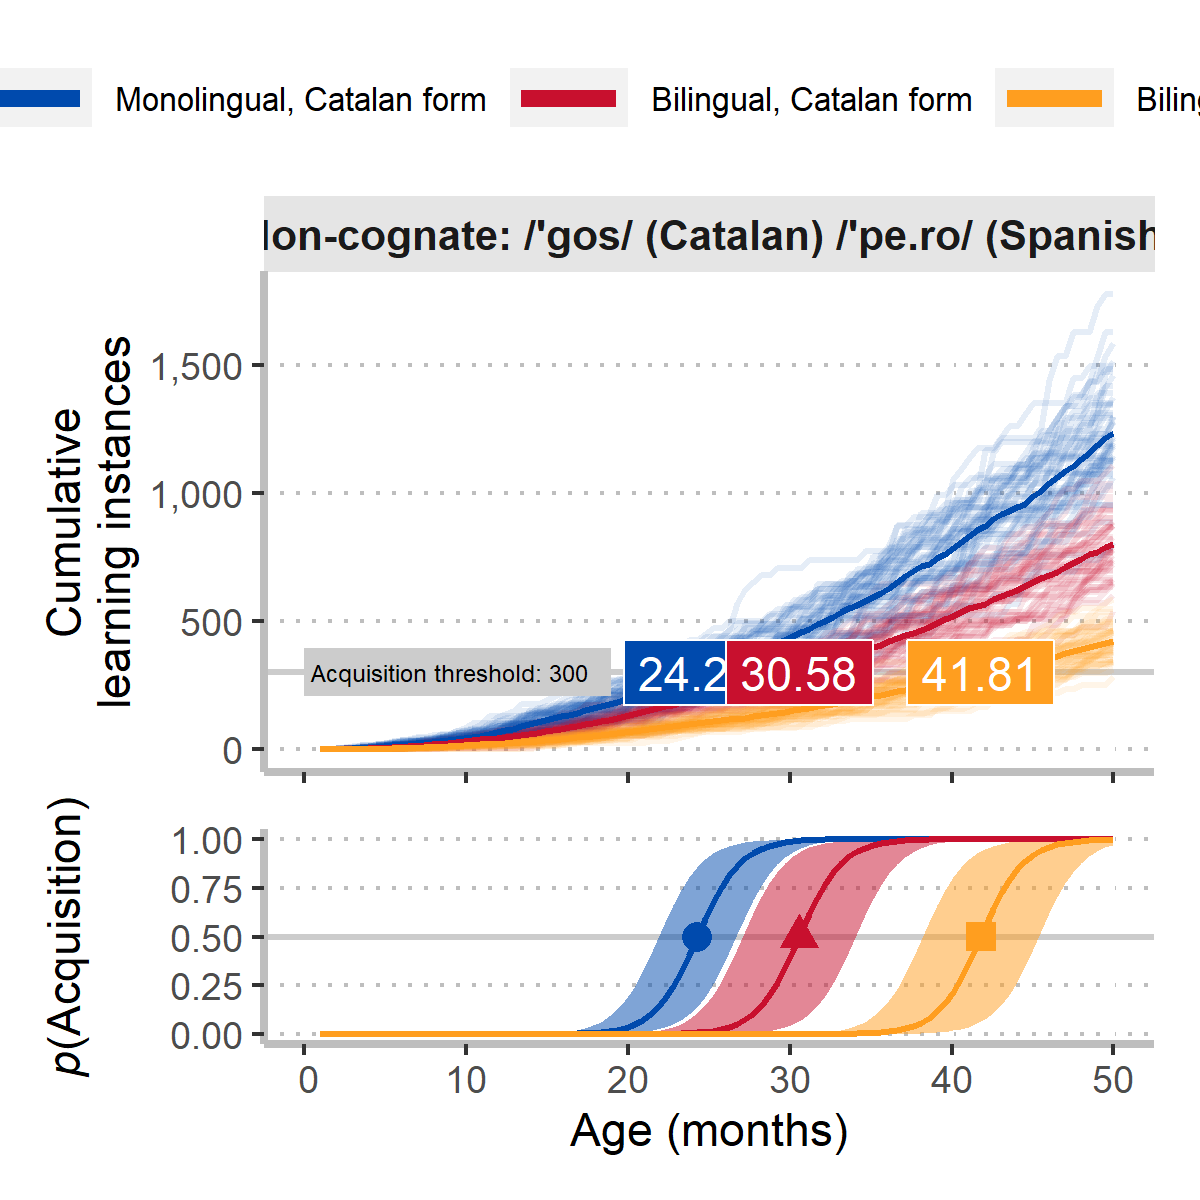 Monolingual, Catalan form Bilingual, Catalan form
on-cognate: /'gos/ (Catalan) /'pe.ro/ (Spanish
Cumulative
learning instances
1,500
1,000
500
0
Acquisition threshold: 300
24.2
30.58
41.81
p(Acquisition)
1.00
0.75
0.50
0.25
0.00
0 10 20 30 40 50
Age (months)